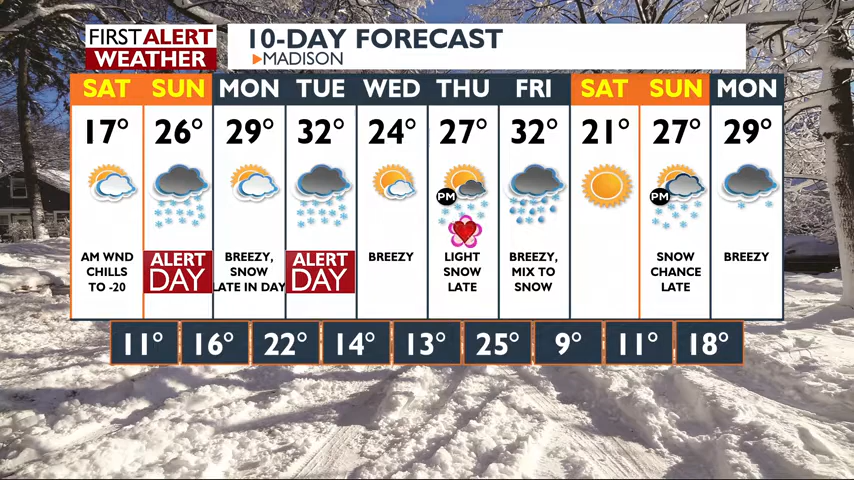 FIRST ALERT
WEATHER
10-DAY FORECAST
MADISON
SAT SUN MON TUE WED THU FRI SAT SUN MON
17° 26° 29° 32° 24° 27° 32° 21° 27° 29°
PM PM
AM WND
CHILLS
TO -20
ALERT
DAY
BREEZY,
SNOW
LATE IN DAY
ALERT
DAY
BREEZY
LIGHT
SNOW
LATE
BREEZY,
MIX TO
SNOW
SNOW
CHANCE
LATE
BREEZY
11° 16° 22° 14° 13° 25° 9° 11° 18°